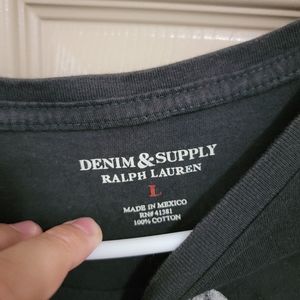 DENIM & SUPPLY
RALPH LAUREN
L
MADE IN MEXICO
RN# 41381
100% COTTON